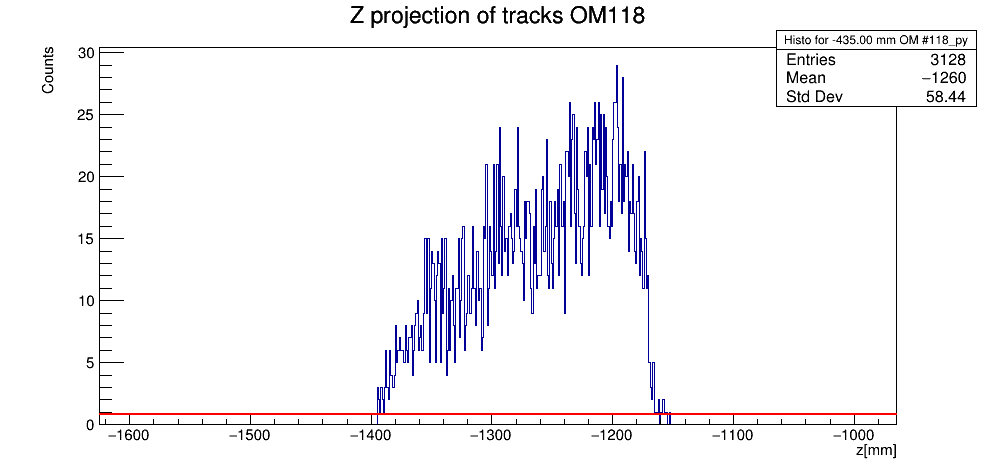 Z projection of tracks OM118
Histo for -435.00 mm OM #118_py
Entries 3128
Mean −1260
Std Dev 58.44
Counts
30
25
20
15
10
5
0
−1600 −1500 −1400 −1300 −1200 −1100 −1000
z[mm]